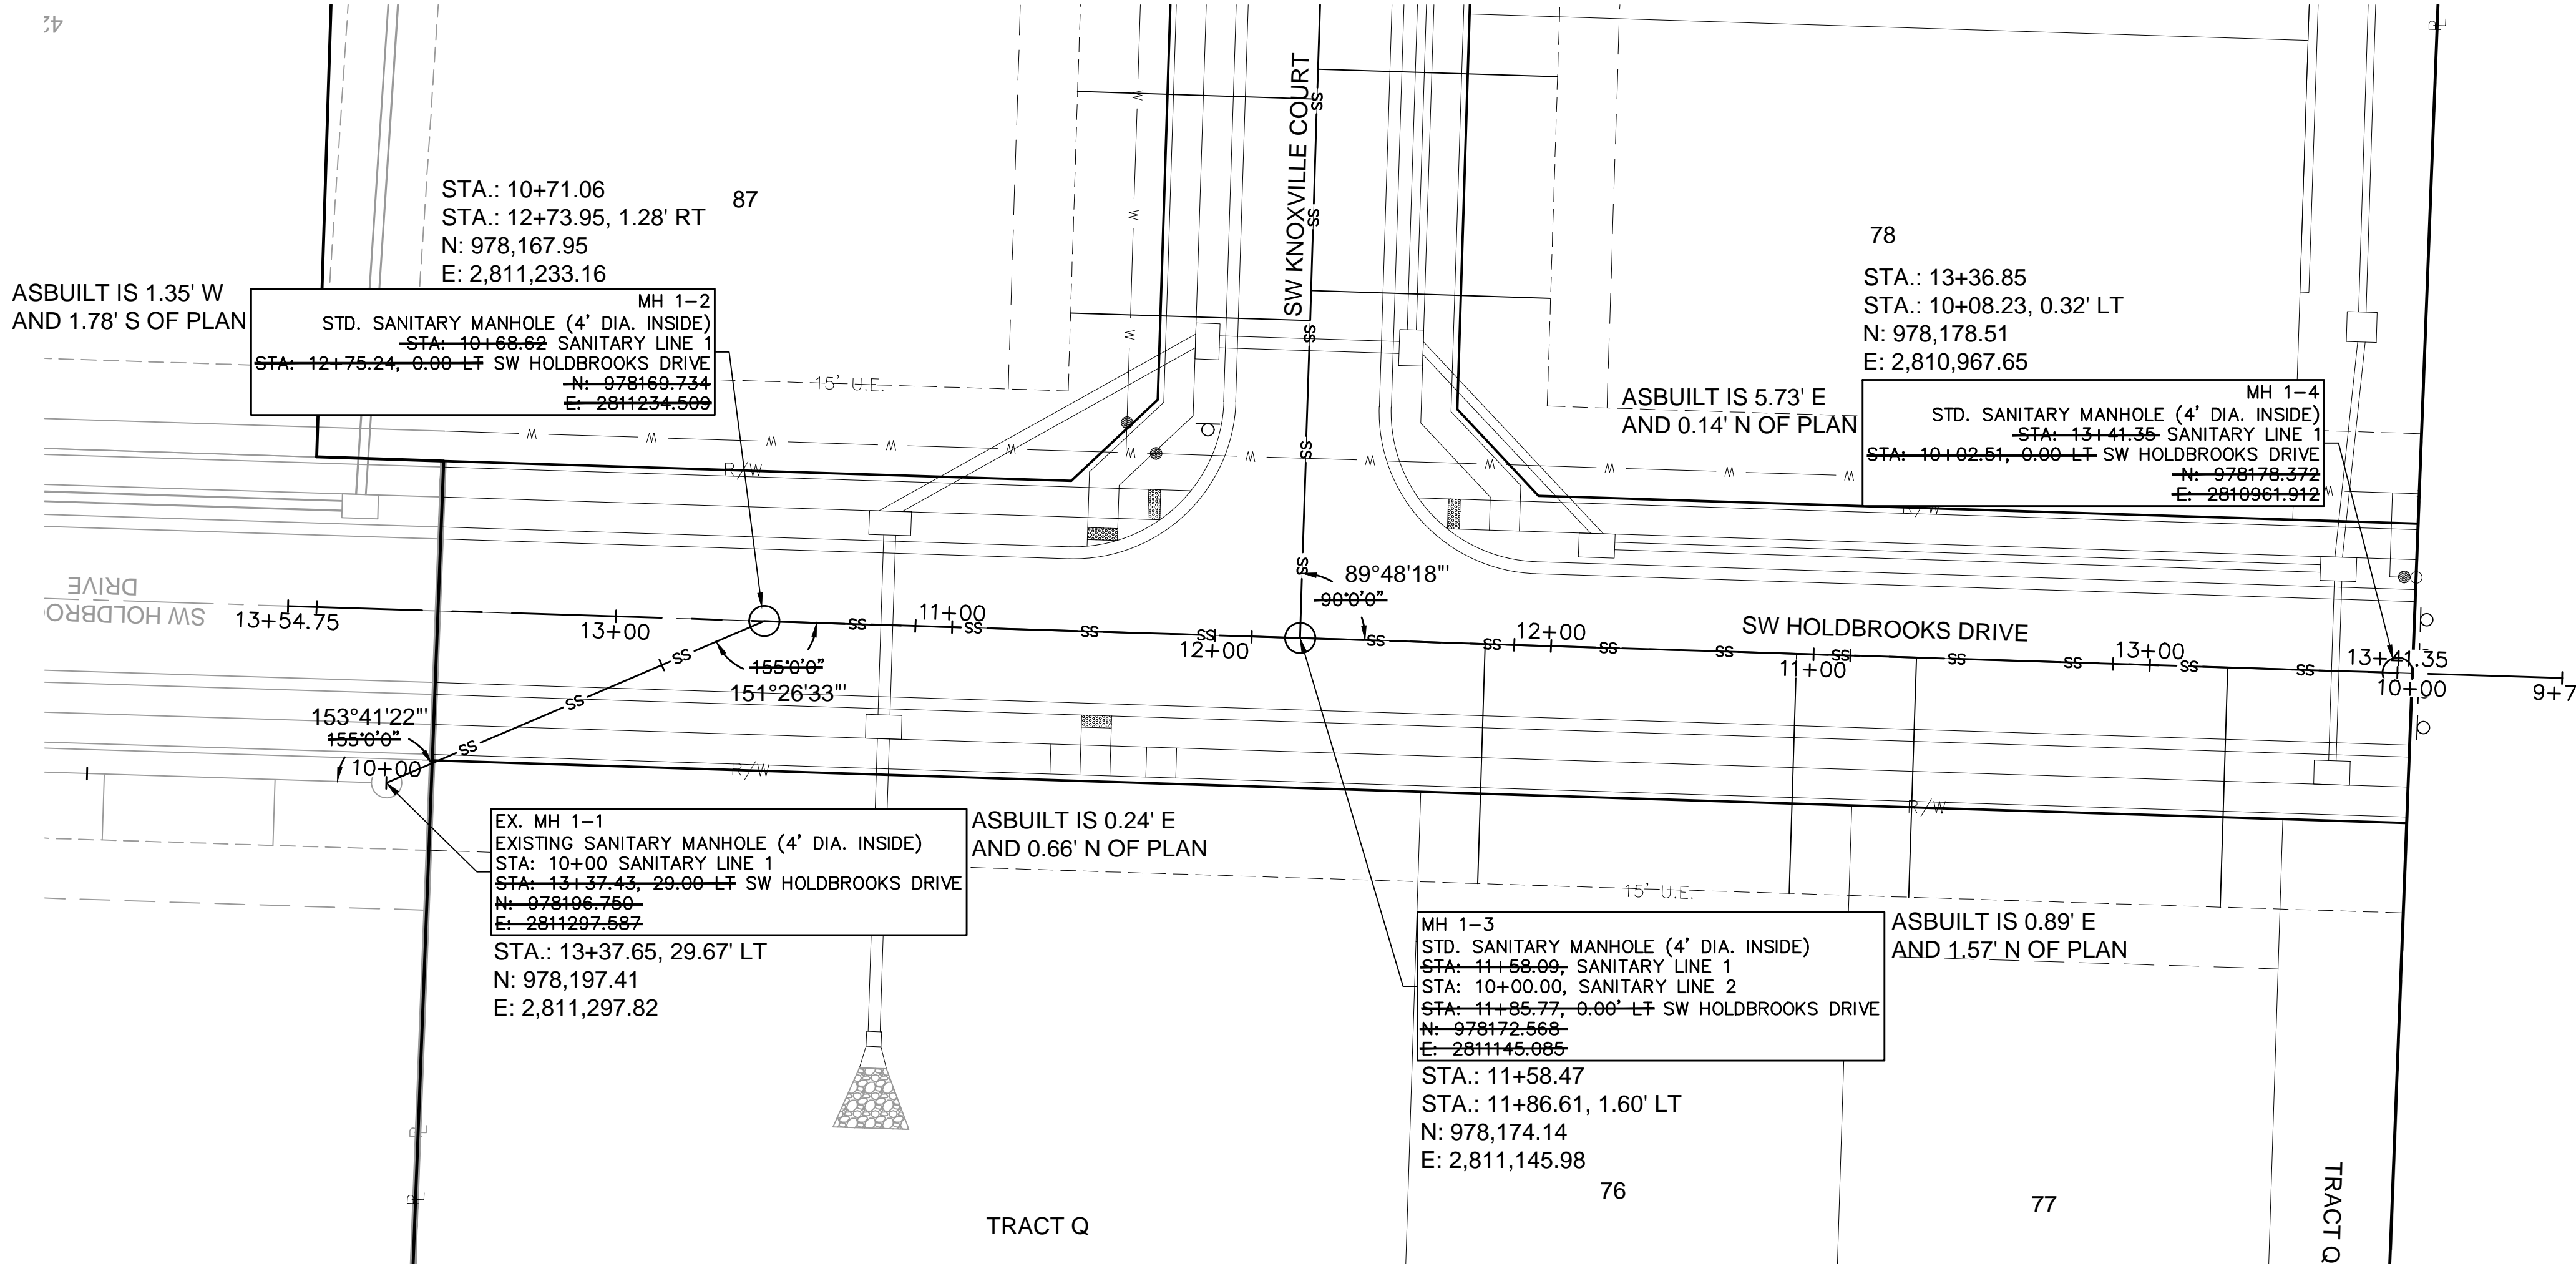 42
STA.: 10+71.06
STA.: 12+73.95, 1.28' RT
N: 978,167.95
E: 2,811,233.16
87
ASBUILT IS 1.35' W
AND 1.78' S OF PLAN
MH 1-2
STD. SANITARY MANHOLE (4' DIA. INSIDE)
STA: 10+68.62 SANITARY LINE 1
STA: 12+75.24, 0.00 LT SW HOLDBROOKS DRIVE
N: 978169.734
E: 2811234.509
15' U.E.
SW KNOXVILLE COURT
78
STA.: 13+36.85
STA.: 10+08.23, 0.32' LT
N: 978,178.51
E: 2,810,967.65
ASBUILT IS 5.73' E
AND 0.14' N OF PLAN
MH 1-4
STD. SANITARY MANHOLE (4' DIA. INSIDE)
STA: 13+41.35 SANITARY LINE 1
STA: 10+02.51, 0.00 LT SW HOLDBROOKS DRIVE
N: 978178.372
E: 2810961.912
R/W
R/W
SW HOLDBRO
DRIVE
13+54.75
13+00
11+00
12+00
89°48'18"'
90°0'0"
12+00
SW HOLDBROOKS DRIVE
11+00
13+00
13+41.35
10+00
9+7
155°0'0"
151°26'33"'
153°41'22"'
155°0'0"
10+00
R/W
R/W
EX. MH 1-1
EXISTING SANITARY MANHOLE (4' DIA. INSIDE)
STA: 10+00 SANITARY LINE 1
STA: 13+37.43, 29.00 LT SW HOLDBROOKS DRIVE
N: 978196.750
E: 2811297.587
STA.: 13+37.65, 29.67' LT
N: 978,197.41
E: 2,811,297.82
ASBUILT IS 0.24' E
AND 0.66' N OF PLAN
15' U.E.
MH 1-3
STD. SANITARY MANHOLE (4' DIA. INSIDE)
STA: 11+58.09, SANITARY LINE 1
STA: 10+00.00, SANITARY LINE 2
STA: 11+85.77, 0.00' LT SW HOLDBROOKS DRIVE
N: 978172.568
E: 2811145.085
STA.: 11+58.47
STA.: 11+86.61, 1.60' LT
N: 978,174.14
E: 2,811,145.98
ASBUILT IS 0.89' E
AND 1.57' N OF PLAN
76
77
TRACT Q
TRACT Q